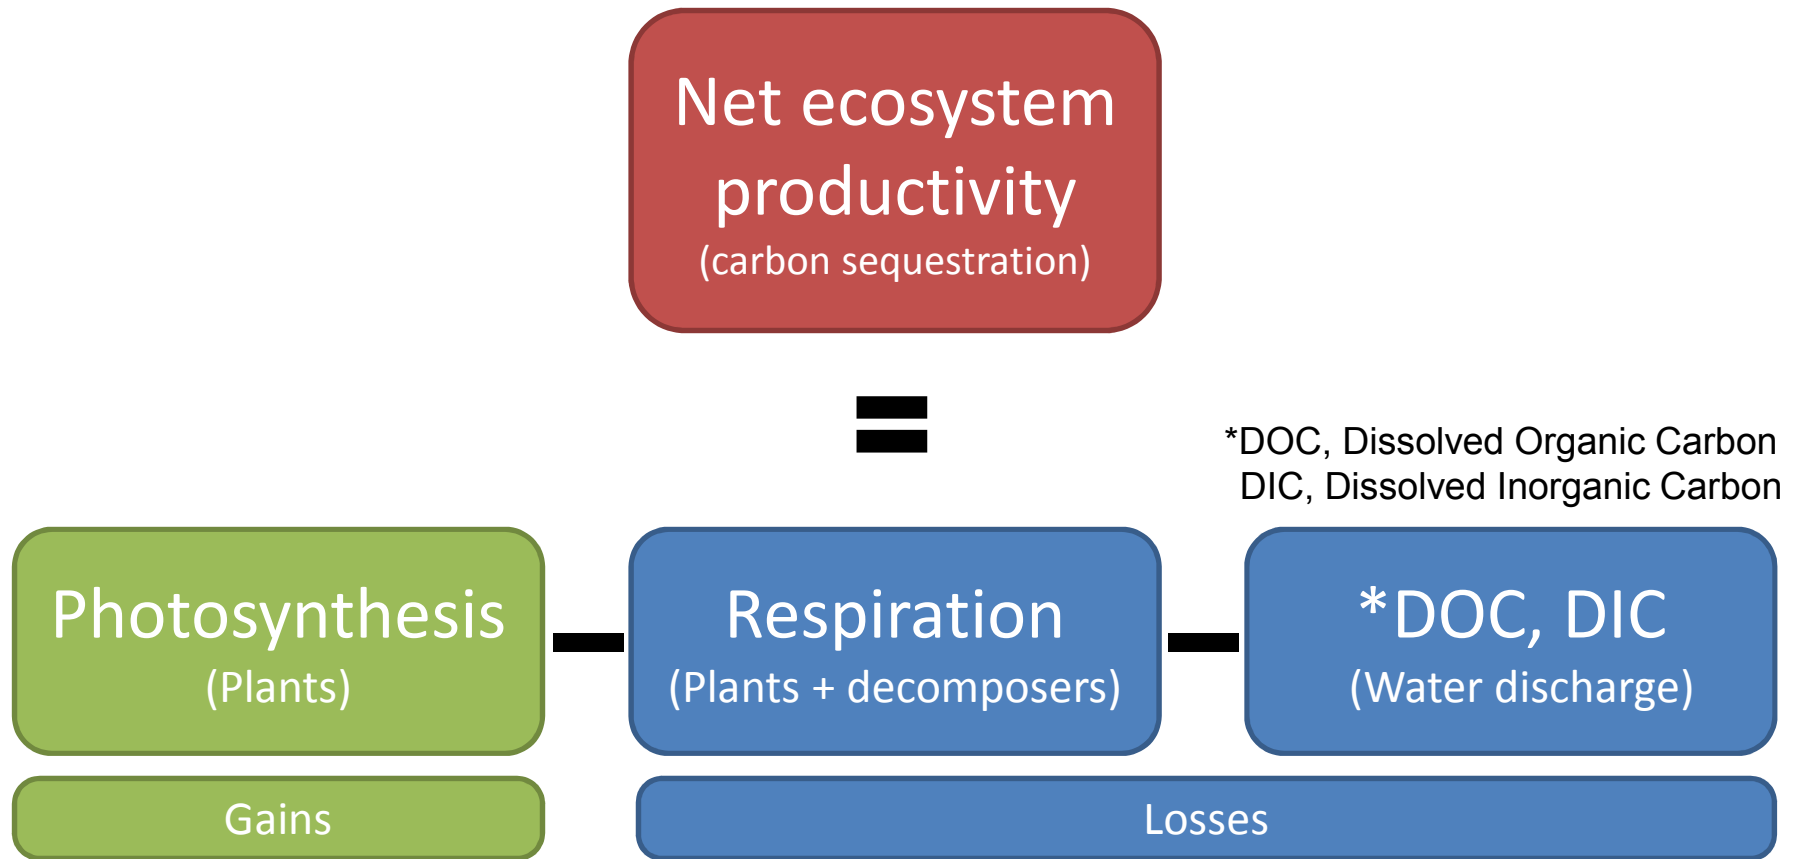 Net ecosystem
productivity
(carbon sequestration)
=
*DOC, Dissolved Organic Carbon
DIC, Dissolved Inorganic Carbon
Photosynthesis
(Plants)
–
Respiration
(Plants + decomposers)
–
*DOC, DIC
(Water discharge)
Gains
Losses